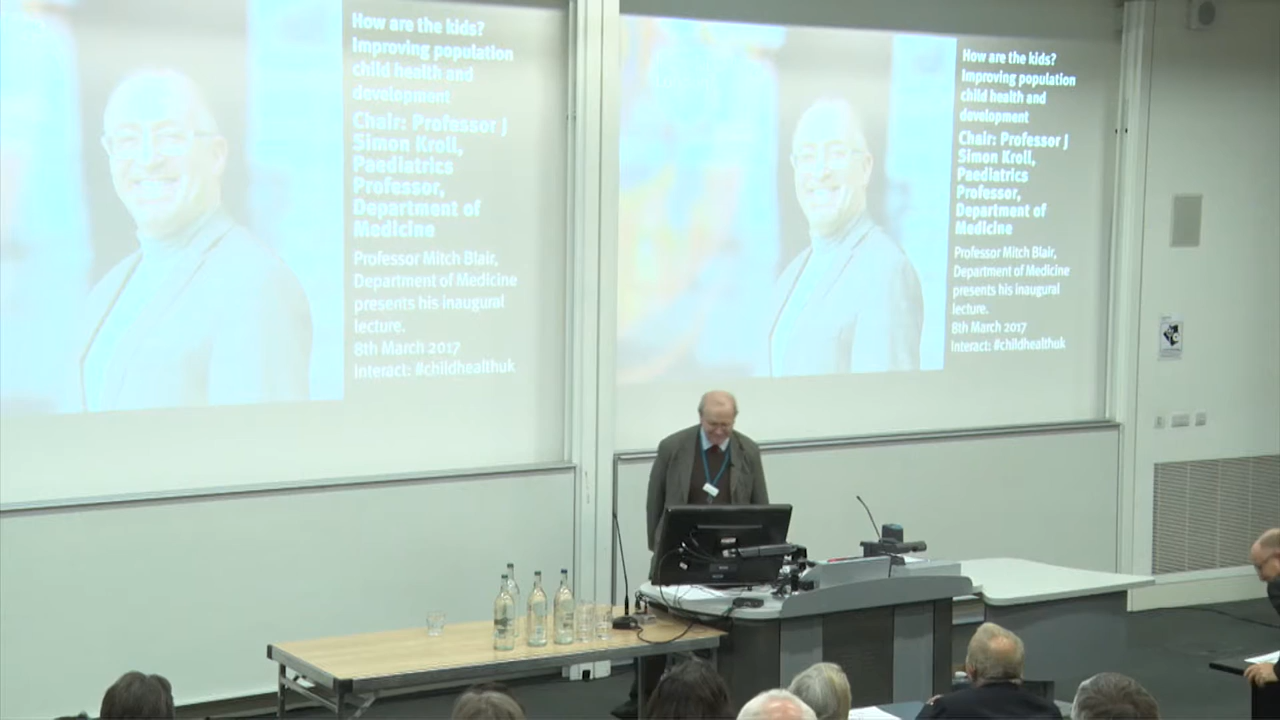 How are the kids?
Improving population
child health and
development
Chair: Professor J
Simon Kroll,
Paediatrics
Professor,
Department of
Medicine
Professor Mitch Blair,
Department of Medicine
presents his inaugural
lecture.
8th March 2017
Interact: #childhealthuk
How are the kids?
Improving population
child health and
development
Chair: Professor J
Simon Kroll,
Paediatrics
Professor,
Department of
Medicine
Professor Mitch Blair,
Department of Medicine
presents his inaugural
lecture.
8th March 2017
Interact: #childhealthuk